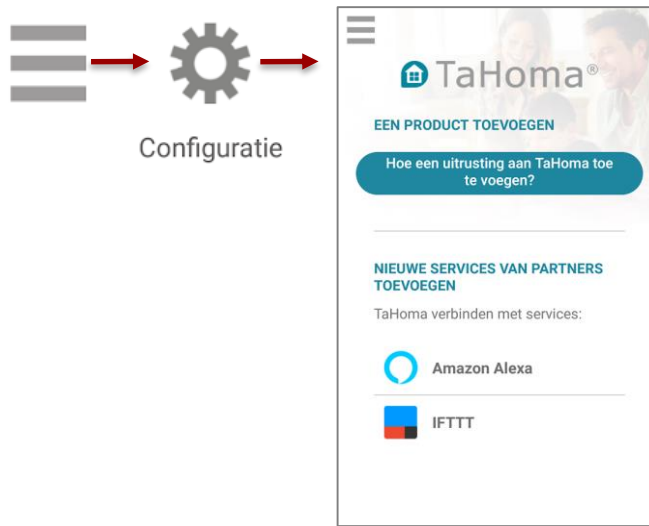 Configuratie
TaHoma®
EEN PRODUCT TOEVOEGEN
Hoe een uitrusting aan TaHoma toe
te voegen?
NIEUWE SERVICES VAN PARTNERS
TOEVOEGEN
TaHoma verbinden met services:
Amazon Alexa
IFTTT